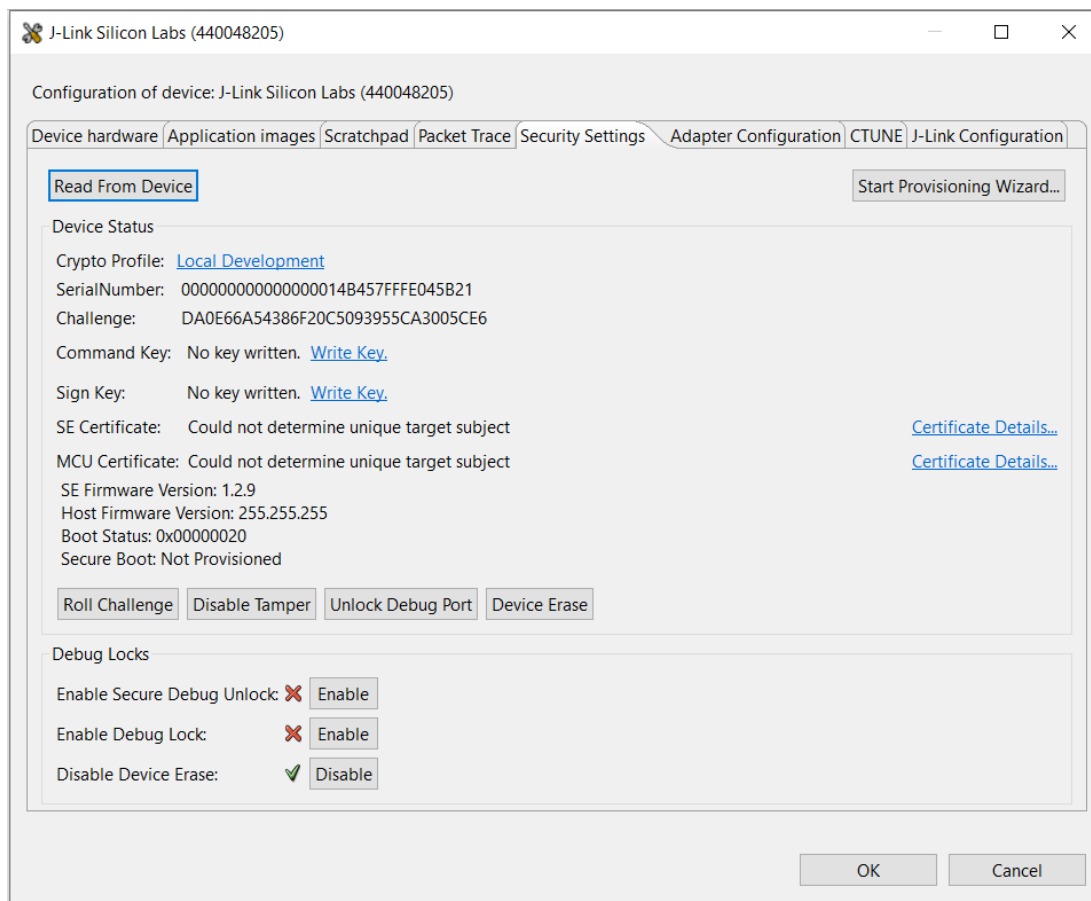 J-Link Silicon Labs (440048205)
Configuration of device: J-Link Silicon Labs (440048205)
Device hardware Application images Scratchpad Packet Trace Security Settings Adapter Configuration CTUNE J-Link Configuration
Read From Device Start Provisioning Wizard...
Device Status
Crypto Profile: Local Development
SerialNumber: 000000000000000014B457FFFE045B21
Challenge: DA0E66A54386F20C5093955CA3005CE6
Command Key: No key written. Write Key.
Sign Key: No key written. Write Key.
SE Certificate: Could not determine unique target subject Certificate Details...
MCU Certificate: Could not determine unique target subject Certificate Details...
SE Firmware Version: 1.2.9
Host Firmware Version: 255.255.255
Boot Status: 0x00000020
Secure Boot: Not Provisioned
Roll Challenge Disable Tamper Unlock Debug Port Device Erase
Debug Locks
Enable Secure Debug Unlock: Enable
Enable Debug Lock: Enable
Disable Device Erase: Disable
OK Cancel